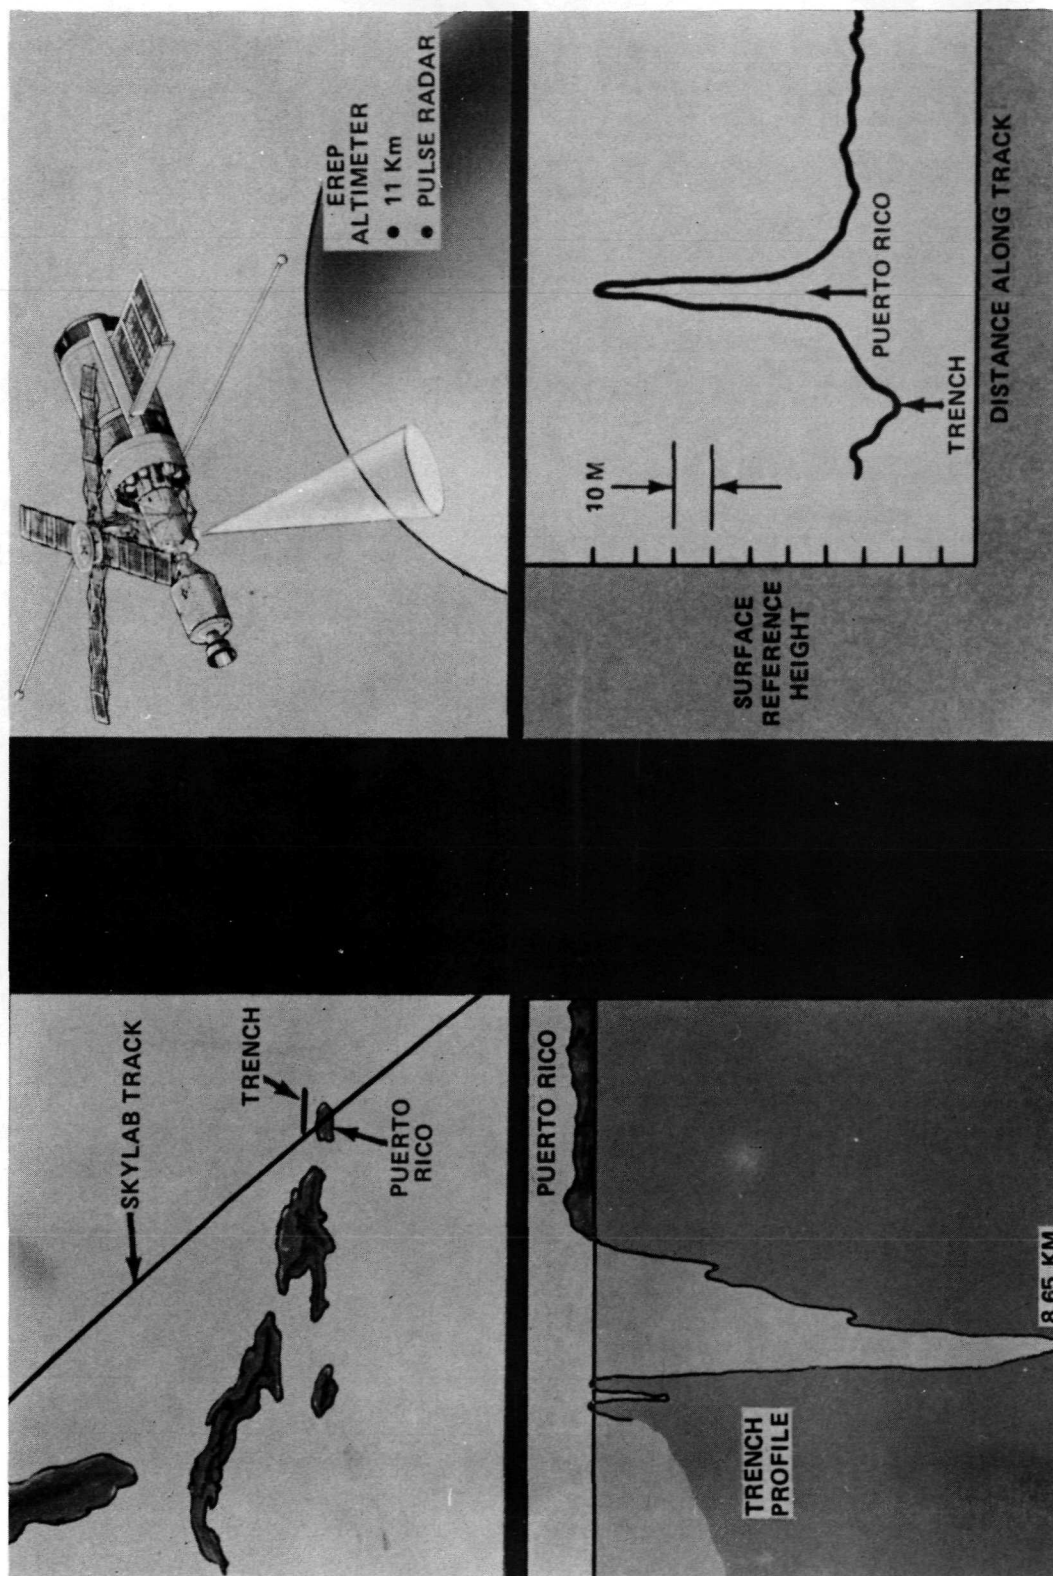 SKYLAB TRACK
TRENCH
PUERTO
RICO
EREP
ALTIMETER
● 11 Km
● PULSE RADAR
PUERTO RICO
TRENCH
PROFILE
8.65 KM
SURFACE
REFERENCE
HEIGHT
10 M
TRENCH
PUERTO RICO
DISTANCE ALONG TRACK